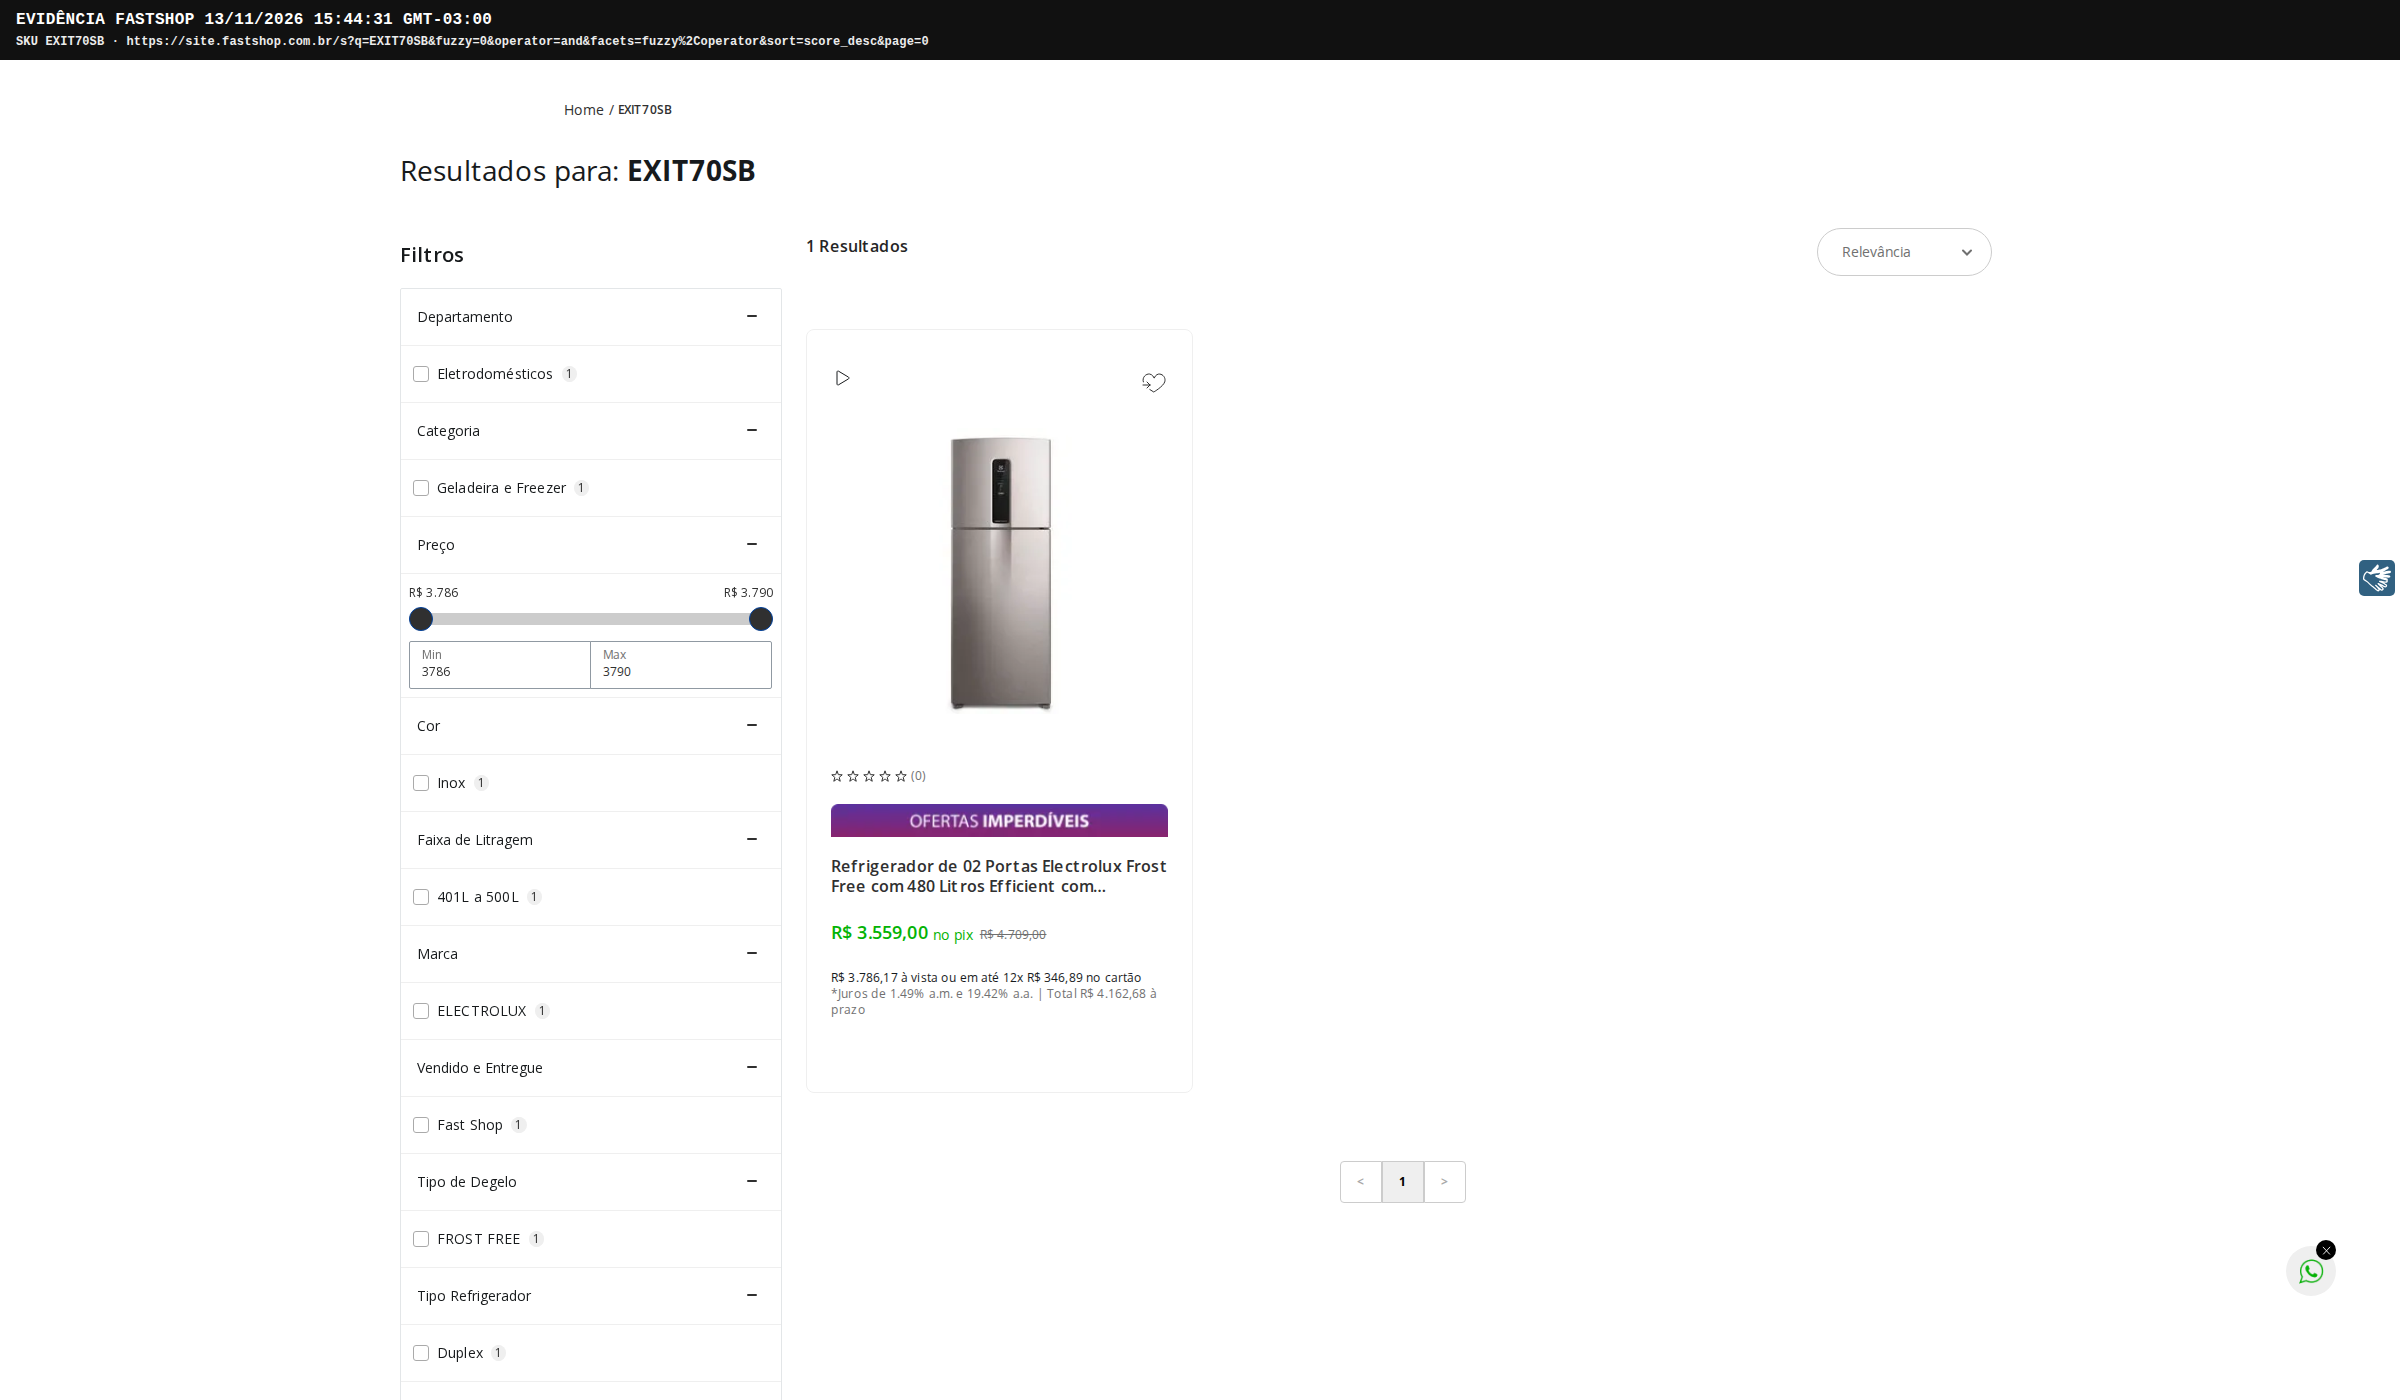 EVIDÊNCIA FASTSHOP 13/11/2026 15:44:31 GMT-03:00
SKU EXIT70SB · https://site.fastshop.com.br/s?q=EXIT70SB&fuzzy=0&operator=and&facets=fuzzy%2Coperator&sort=score_desc&page=0
Home / EXIT70SB
Resultados para: EXIT70SB
Filtros
1 Resultados
Relevância
Departamento
Eletrodomésticos 1
Categoria
Geladeira e Freezer 1
Preço
R$ 3.786 R$ 3.790
Min Max
3786 3790
Cor
Inox 1
Faixa de Litragem
401L a 500L 1
Marca
ELECTROLUX 1
Vendido e Entregue
Fast Shop 1
Tipo de Degelo
FROST FREE 1
Tipo Refrigerador
Duplex 1
(0)
OFERTAS IMPERDÍVEIS
Refrigerador de 02 Portas Electrolux Frost
Free com 480 Litros Efficient com...
R$ 3.559,00 no pix R$ 4.709,00
R$ 3.786,17 à vista ou em até 12x R$ 346,89 no cartão
*Juros de 1.49% a.m. e 19.42% a.a. | Total R$ 4.162,68 à
prazo
< 1 >